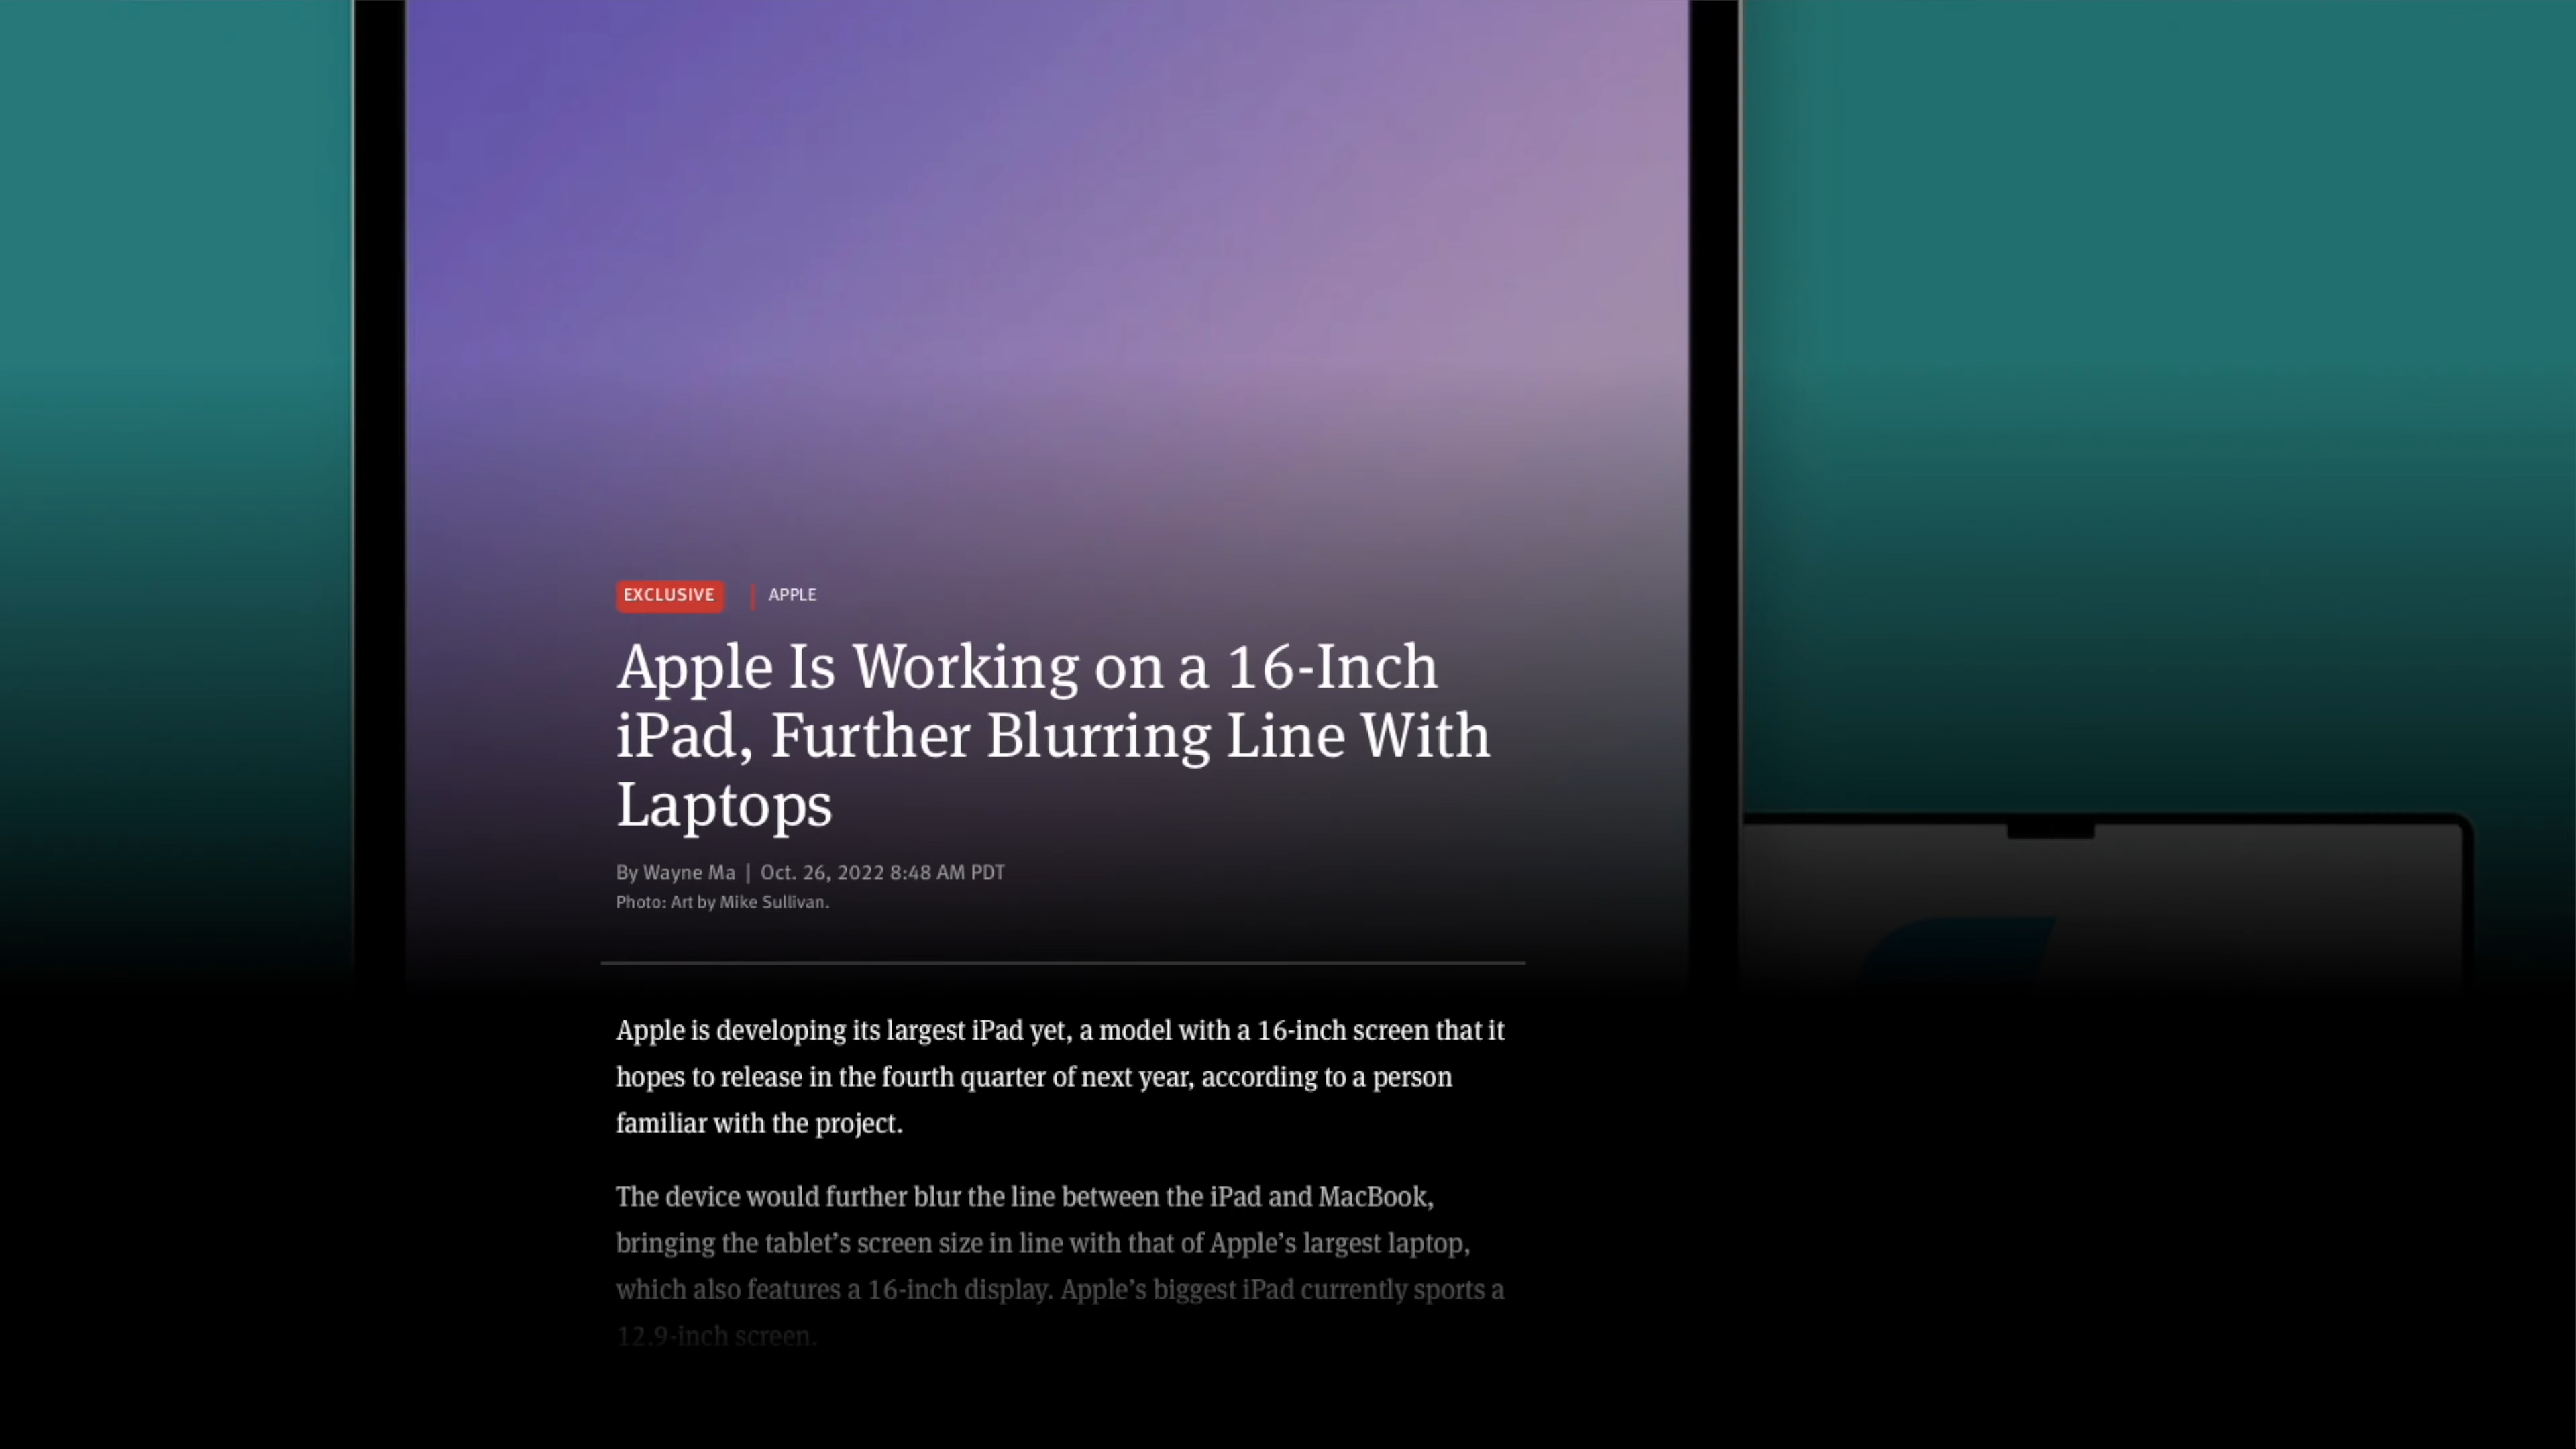 EXCLUSIVE | APPLE
Apple Is Working on a 16-Inch
iPad, Further Blurring Line With
Laptops
By Wayne Ma | Oct. 26, 2022 8:48 AM PDT
Photo: Art by Mike Sullivan.
Apple is developing its largest iPad yet, a model with a 16-inch screen that it
hopes to release in the fourth quarter of next year, according to a person
familiar with the project.
The device would further blur the line between the iPad and MacBook,
bringing the tablet’s screen size in line with that of Apple’s largest laptop,
which also features a 16-inch display. Apple’s biggest iPad currently sports a
12.9-inch screen.